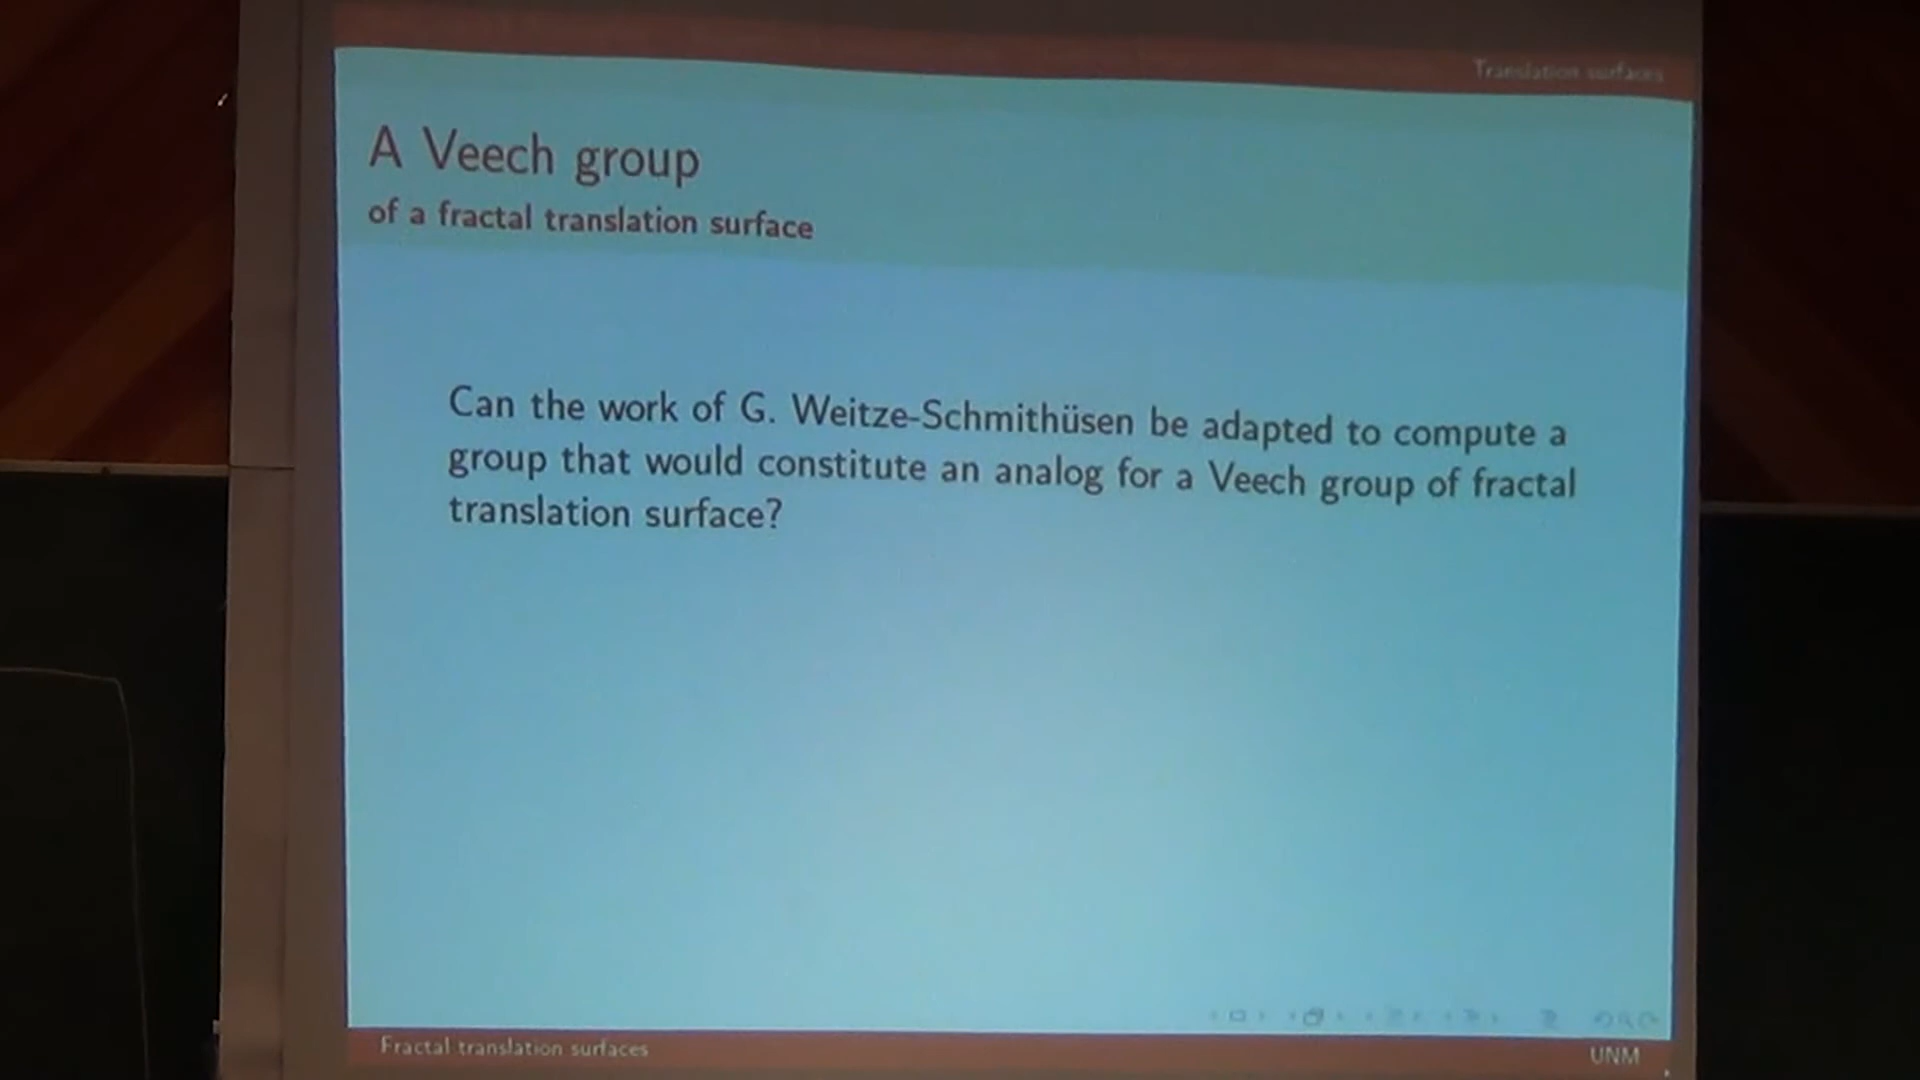 Translation surfaces
A Veech group
of a fractal translation surface
Can the work of G. Weitze-Schmithüsen be adapted to compute a
group that would constitute an analog for a Veech group of fractal
translation surface?
Fractal translation surfaces
UNM